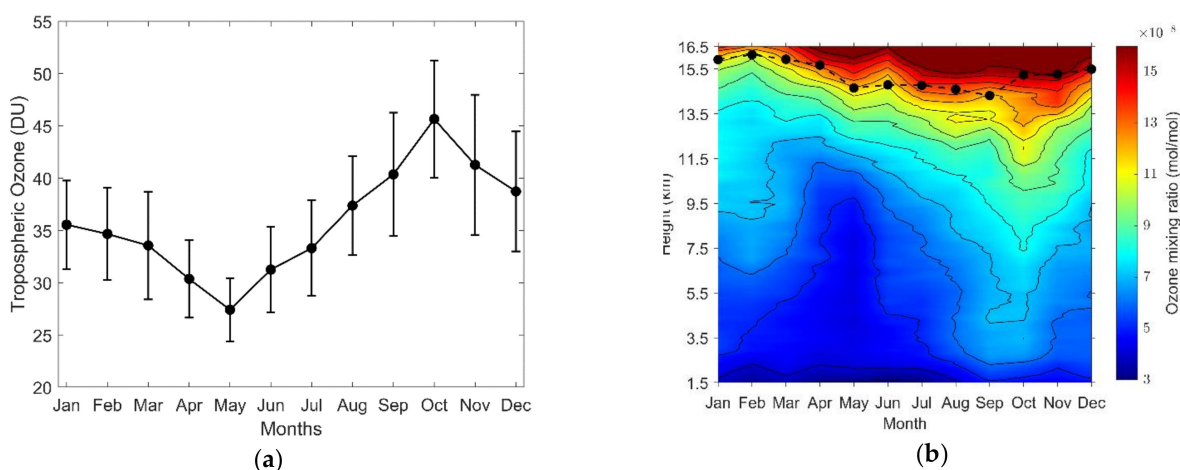 55
50
45
40
35
30
25
20
Tropospheric Ozone (DU)
Jan Feb Mar Apr May Jun Jul Aug Sep Oct Nov Dec
Months
(a)
16.5
15.5
13.5
11.5
9.5
7.5
5.5
3.5
1.5
Height (km)
Jan Feb Mar Apr May Jun Jul Aug Sep Oct Nov Dec
Month
(b)
×10⁻⁸
15
13
11
9
7
5
3
Ozone mixing ratio (mol/mol)